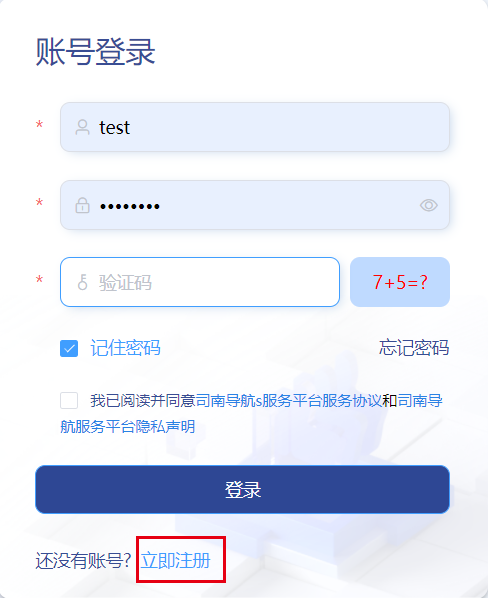 账号登录
* test
* ••••••••
* 验证码 7+5=?
记住密码 忘记密码
我已阅读并同意司南导航s服务平台服务协议和司南导
航服务平台隐私声明
登录
还没有账号? 立即注册